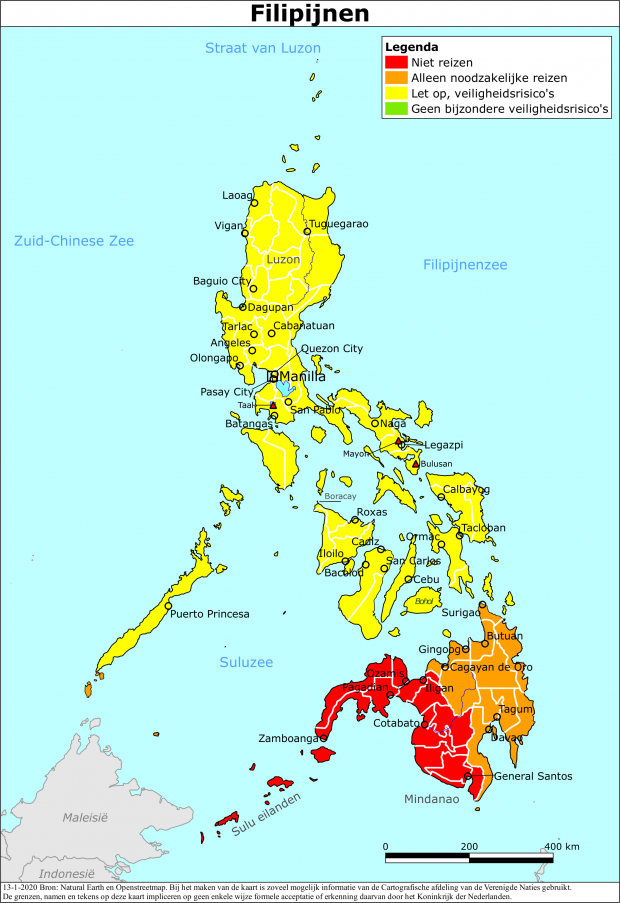 Filipijnen
Straat van Luzon
Legenda
Niet reizen
Alleen noodzakelijke reizen
Let op, veiligheidsrisico's
Geen bijzondere veiligheidsrisico's
Laoag
Vigan
Tuguegarao
Zuid-Chinese Zee
Luzon
Filipijnenzee
Baguio City
Dagupan
Tarlac
Cabanatuan
Angeles
Quezon City
Olongapo
Manilla
Pasay City
Taal
San Pablo
Batangas
Naga
Legazpi
Mayon
Bulusan
Calbayog
Boracay
Roxas
Tacloban
Ormac
Cadiz
Iloilo
San Carlos
Bacolod
Cebu
Bohol
Surigao
Puerto Princesa
Butuan
Gingoog
Suluzee
Cagayan de Oro
Ozamis
Iligan
Pagadian
Tagum
Cotabato
Davao
Zamboanga
General Santos
Mindanao
Sulu eilanden
Maleisië
Indonesië
0 200 400 km
13-1-2020 Bron: Natural Earth en Openstreetmap. Bij het maken van de kaart is zoveel mogelijk informatie van de Cartografische afdeling van de Verenigde Naties gebruikt.
De grenzen, namen en tekens op deze kaart impliceren op geen enkele wijze formele acceptatie of erkenning daarvan door het Koninkrijk der Nederlanden.